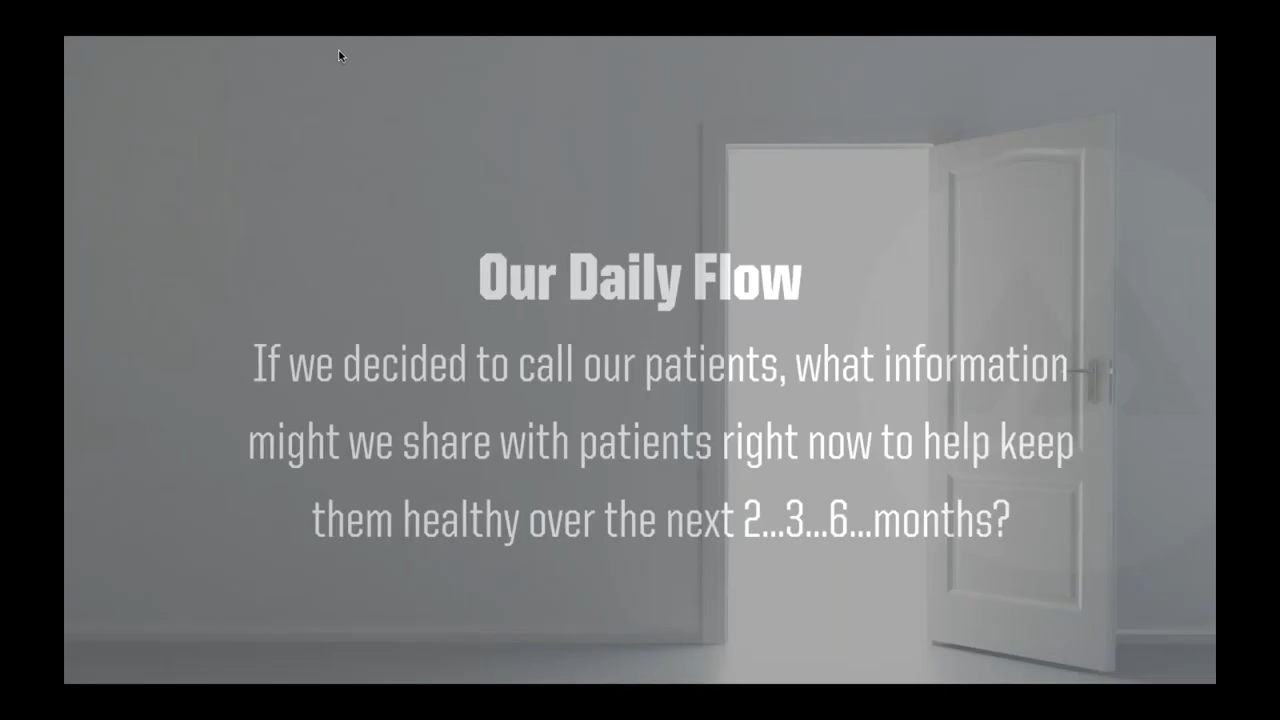 Our Daily Flow
If we decided to call our patients, what information
might we share with patients right now to help keep
them healthy over the next 2...3...6...months?